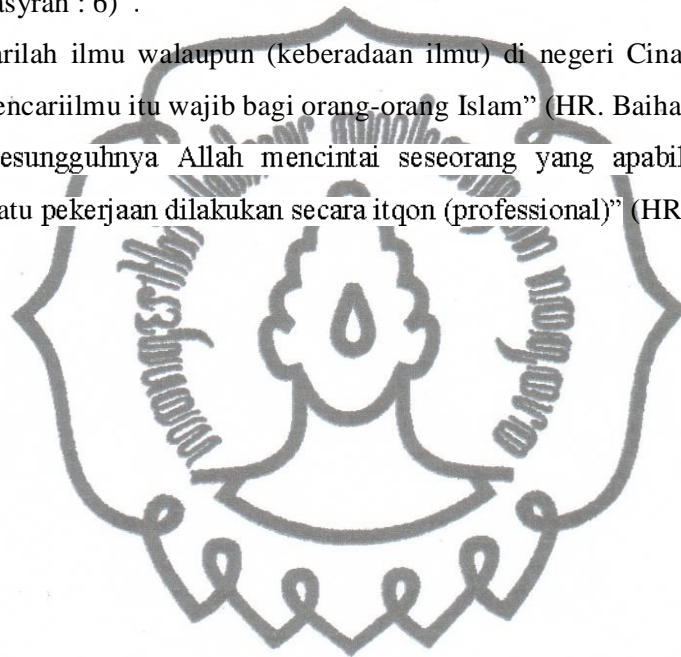 asyrah : 6)" .
arilah ilmu walaupun (keberadaan ilmu) di negeri Cina
encariilmu itu wajib bagi orang-orang Islam” (HR. Baiha
esungguhnya Allah mencintai seseorang yang apabil
atu pekerjaan dilakukan secara itqon (professional)” (HR